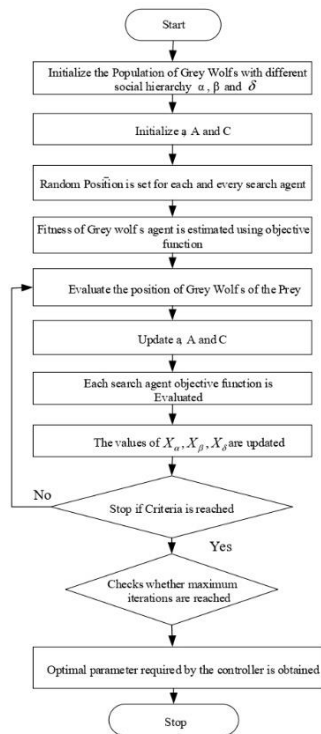 Start
Initialize the Population of Grey Wolf s with different
social hierarchy α , β and δ
Initialize a, A and C
Random Position is set for each and every search agent
Fitness of Grey wolf s agent is estimated using objective
function
Evaluate the position of Grey Wolf s of the Prey
Update a, A and C
Each search agent objective function is
Evaluated
The values of Xα, Xβ, Xδ are updated
No
Stop if Criteria is reached
Yes
Checks whether maximum
iterations are reached
Optimal parameter required by the controller is obtained
Stop